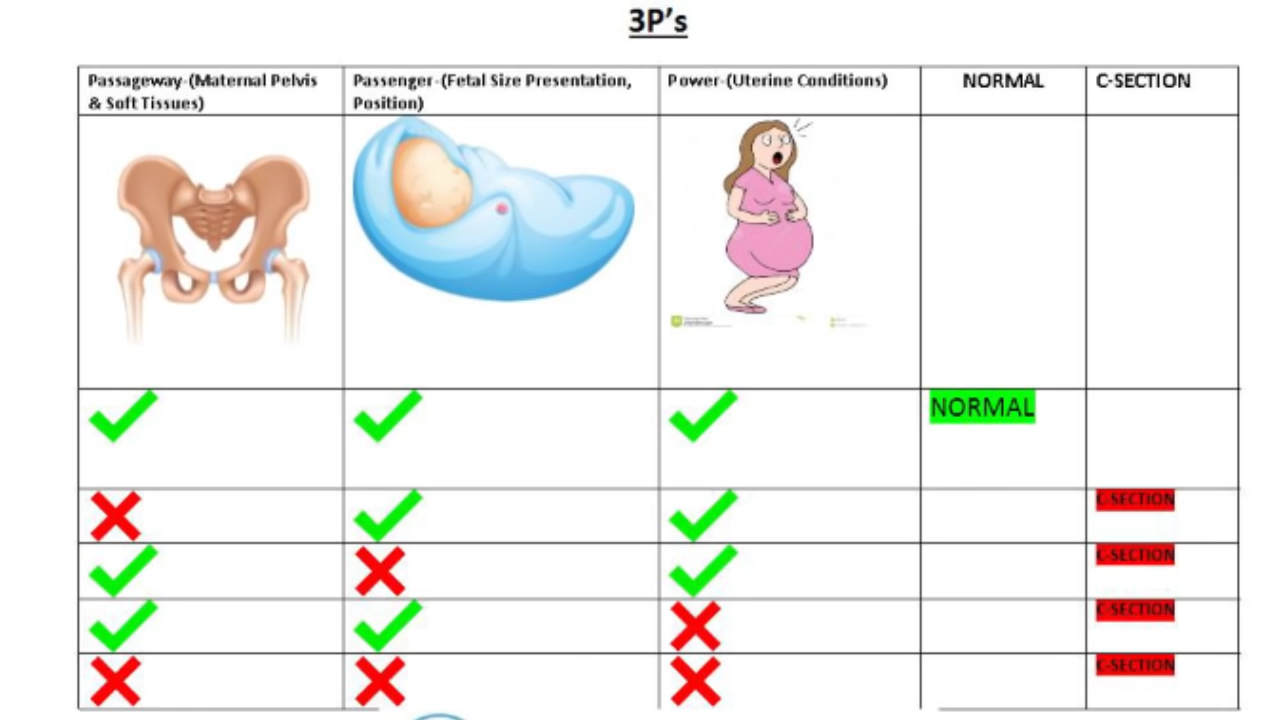 3P's
Passageway-(Maternal Pelvis
& Soft Tissues)
Passenger-(Fetal Size Presentation,
Position)
Power-(Uterine Conditions)
NORMAL
C-SECTION
NORMAL
C-SECTION
C-SECTION
C-SECTION
C-SECTION